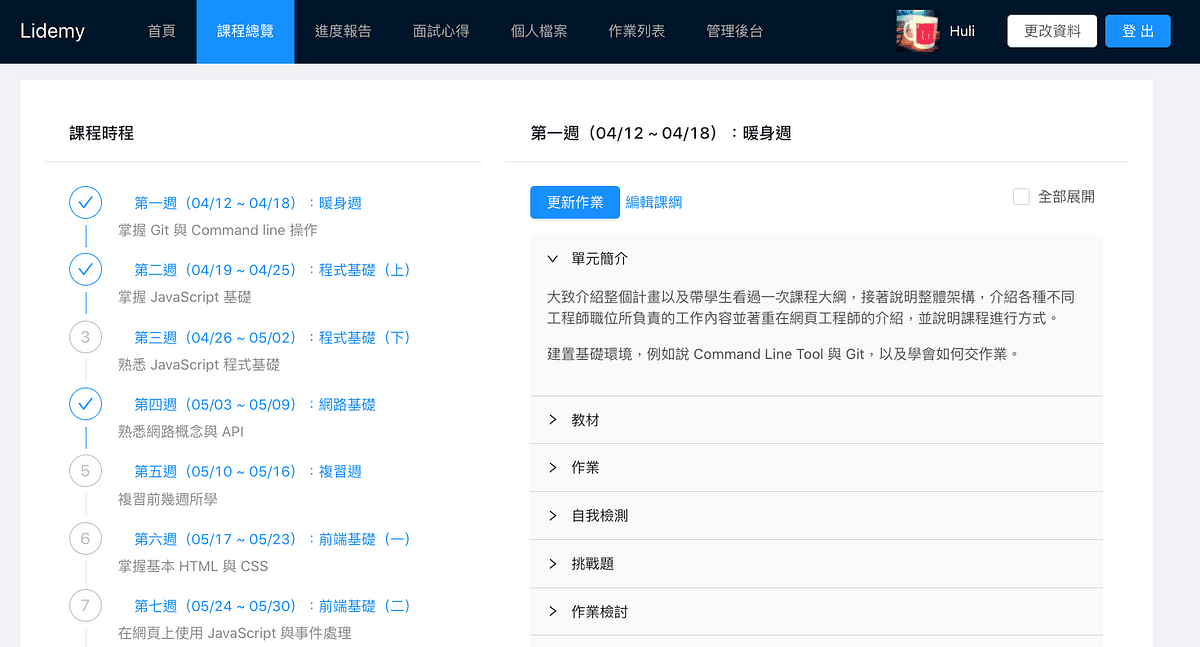 Lidemy
首頁
課程總覽
進度報告
面試心得
個人檔案
作業列表
管理後台
Huli
更改資料
登 出
課程時程
第一週（04/12 ~ 04/18）：暖身週
掌握 Git 與 Command line 操作
第二週（04/19 ~ 04/25）：程式基礎（上）
掌握 JavaScript 基礎
3
第三週（04/26 ~ 05/02）：程式基礎（下）
熟悉 JavaScript 程式基礎
第四週（05/03 ~ 05/09）：網路基礎
熟悉網路概念與 API
5
第五週（05/10 ~ 05/16）：複習週
複習前幾週所學
6
第六週（05/17 ~ 05/23）：前端基礎（一）
掌握基本 HTML 與 CSS
7
第七週（05/24 ~ 05/30）：前端基礎（二）
在網頁上使用 JavaScript 與事件處理
第一週（04/12 ~ 04/18）：暖身週
更新作業
編輯課綱
全部展開
單元簡介
大致介紹整個計畫以及帶學生看過一次課程大綱，接著說明整體架構，介紹各種不同
工程師職位所負責的工作內容並著重在網頁工程師的介紹，並說明課程進行方式。
建置基礎環境，例如說 Command Line Tool 與 Git，以及學會如何交作業。
教材
作業
自我檢測
挑戰題
作業檢討